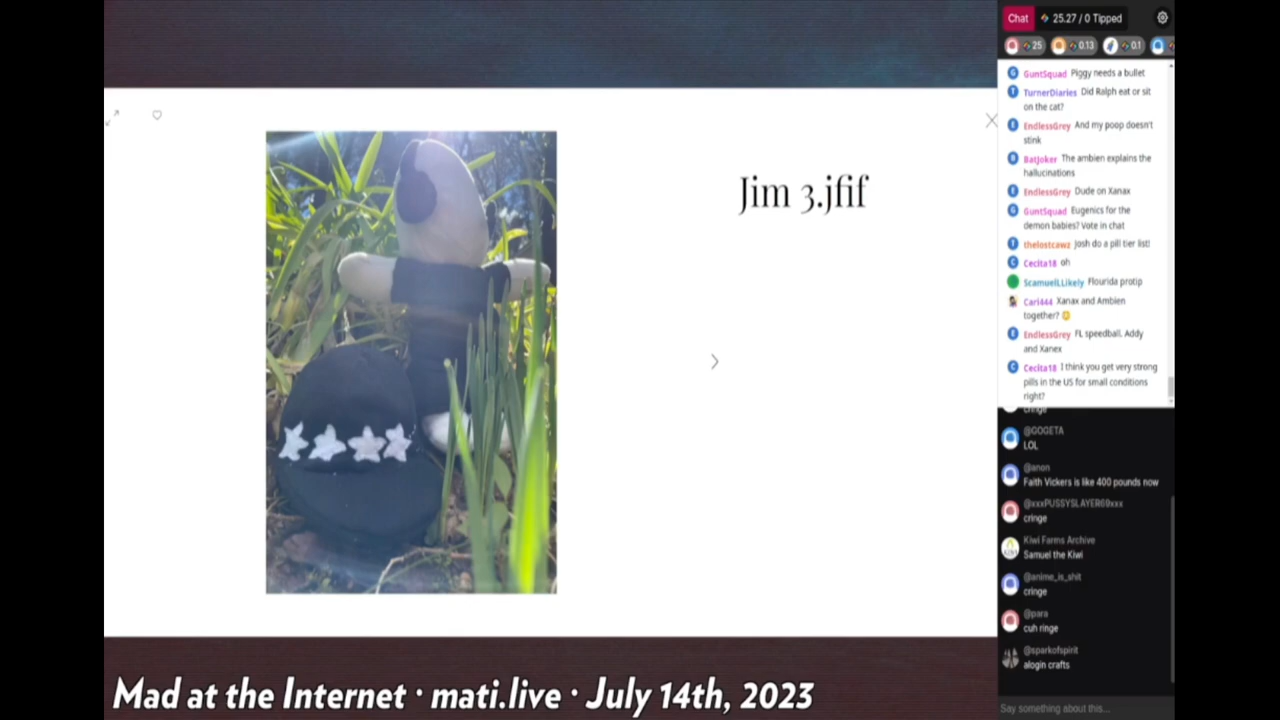 Jim 3.jfif
Mad at the Internet · mati.live · July 14th, 2023
Chat
25.27 / 0 Tipped
25
0.13
0.1
GuntSquad Piggy needs a bullet
TurnerDiaries Did Ralph eat or sit
on the cat?
EndlessGrey And my poop doesn't
stink
BatJoker The ambien explains the
hallucinations
EndlessGrey Dude on Xanax
GuntSquad Eugenics for the
demon babies? Vote in chat
thelostcawz Josh do a pill tier list!
Cecita18 oh
ScamuelLLikely Flourida protip
Cari444 Xanax and Ambien
together?
EndlessGrey FL speedball. Addy
and Xanex
Cecita18 I think you get very strong
pills in the US for small conditions
right?
cringe
@GOGETA
LOL
@anon
Faith Vickers is like 400 pounds now
@xxxPUSSYSLAYER69xxx
cringe
Kiwi Farms Archive
Samuel the Kiwi
@anime_is_shit
cringe
@para
cuh ringe
@sparkofspirit
alogin crafts
Say something about this...